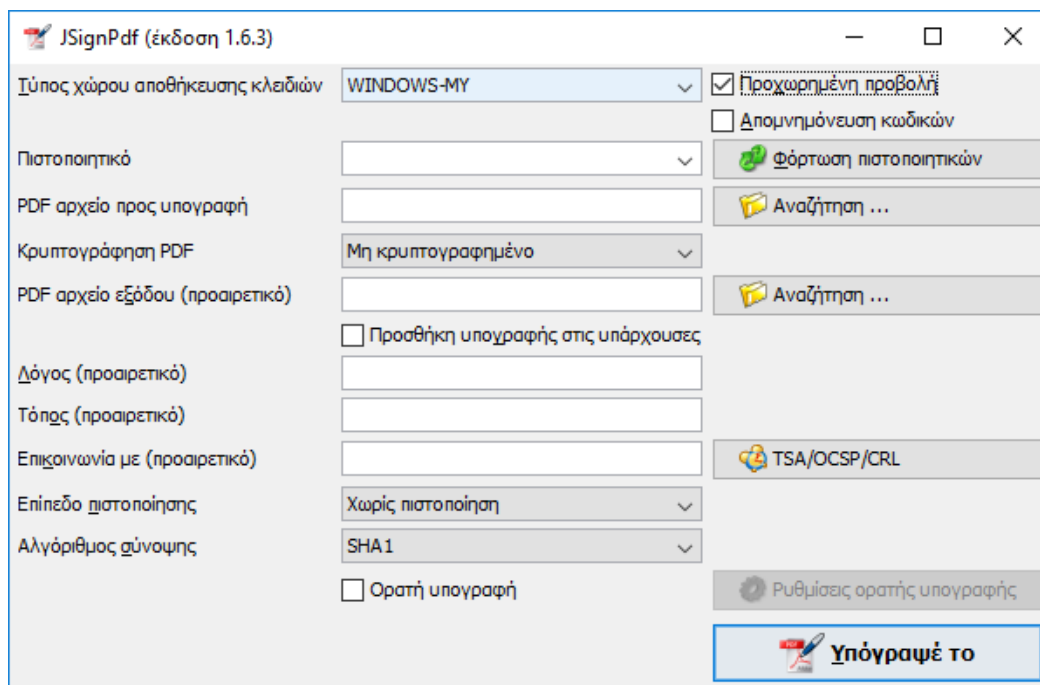 JSignPdf (έκδοση 1.6.3)
Τύπος χώρου αποθήκευσης κλειδιών WINDOWS-MY Προχωρημένη προβολή
Απομνημόνευση κωδικών
Πιστοποιητικό Φόρτωση πιστοποιητικών
PDF αρχείο προς υπογραφή Αναζήτηση ...
Κρυπτογράφηση PDF Μη κρυπτογραφημένο
PDF αρχείο εξόδου (προαιρετικό) Αναζήτηση ...
Προσθήκη υπογραφής στις υπάρχουσες
Λόγος (προαιρετικό)
Τόπος (προαιρετικό)
Επικοινωνία με (προαιρετικό) TSA/OCSP/CRL
Επίπεδο πιστοποίησης Χωρίς πιστοποίηση
Αλγόριθμος σύνοψης SHA1
Ορατή υπογραφή Ρυθμίσεις ορατής υπογραφής
Υπόγραψέ το